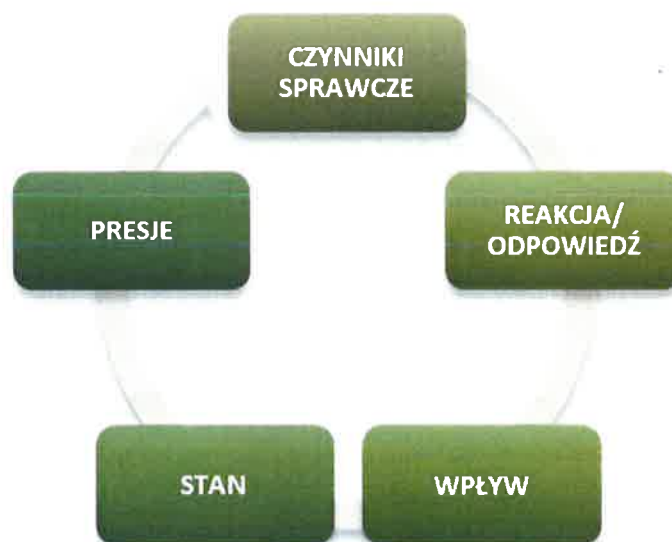 CZYNNIKI
SPRAWCZE
REAKCJA/
ODPOWIEDŹ
WPŁYW
STAN
PRESJE